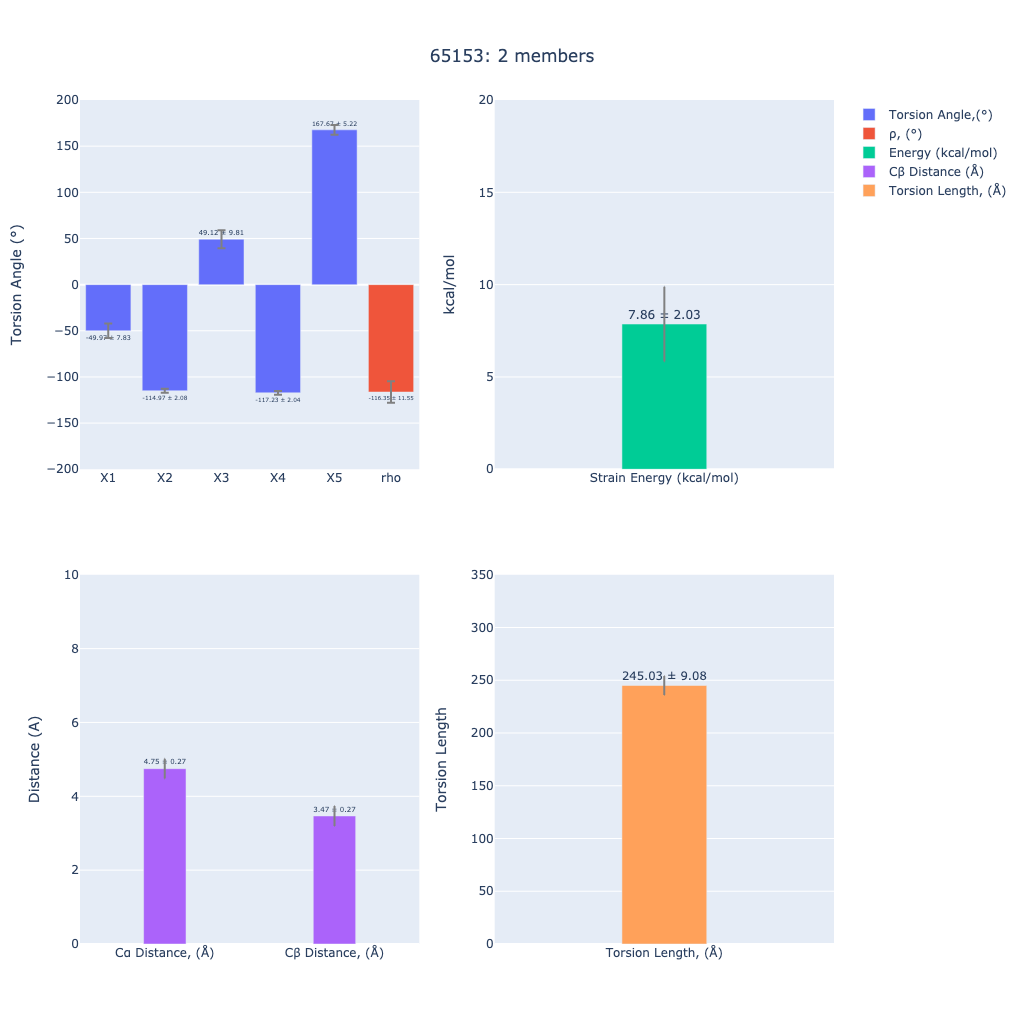 65153: 2 members
200
150
100
50
0
−50
−100
−150
−200
Torsion Angle (°)
-49.97 ± 7.83
-114.97 ± 2.08
49.12 ± 9.81
-117.23 ± 2.04
167.67 ± 5.22
-116.35 ± 11.55
X1 X2 X3 X4 X5 rho
20
15
10
5
0
kcal/mol
7.86 ± 2.03
Strain Energy (kcal/mol)
Torsion Angle,(°)
ρ, (°)
Energy (kcal/mol)
Cβ Distance (Å)
Torsion Length, (Å)
10
8
6
4
2
0
Distance (A)
4.75 ± 0.27
3.47 ± 0.27
Cα Distance, (Å) Cβ Distance, (Å)
350
300
250
200
150
100
50
0
Torsion Length
245.03 ± 9.08
Torsion Length, (Å)